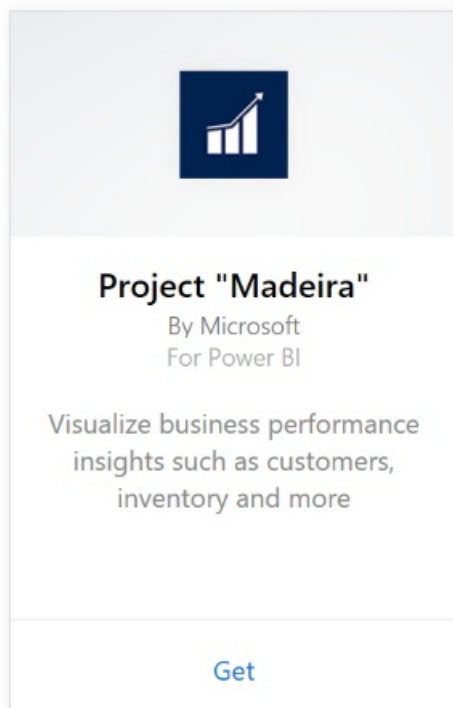 Project "Madeira"
By Microsoft
For Power BI
Visualize business performance
insights such as customers,
inventory and more
Get